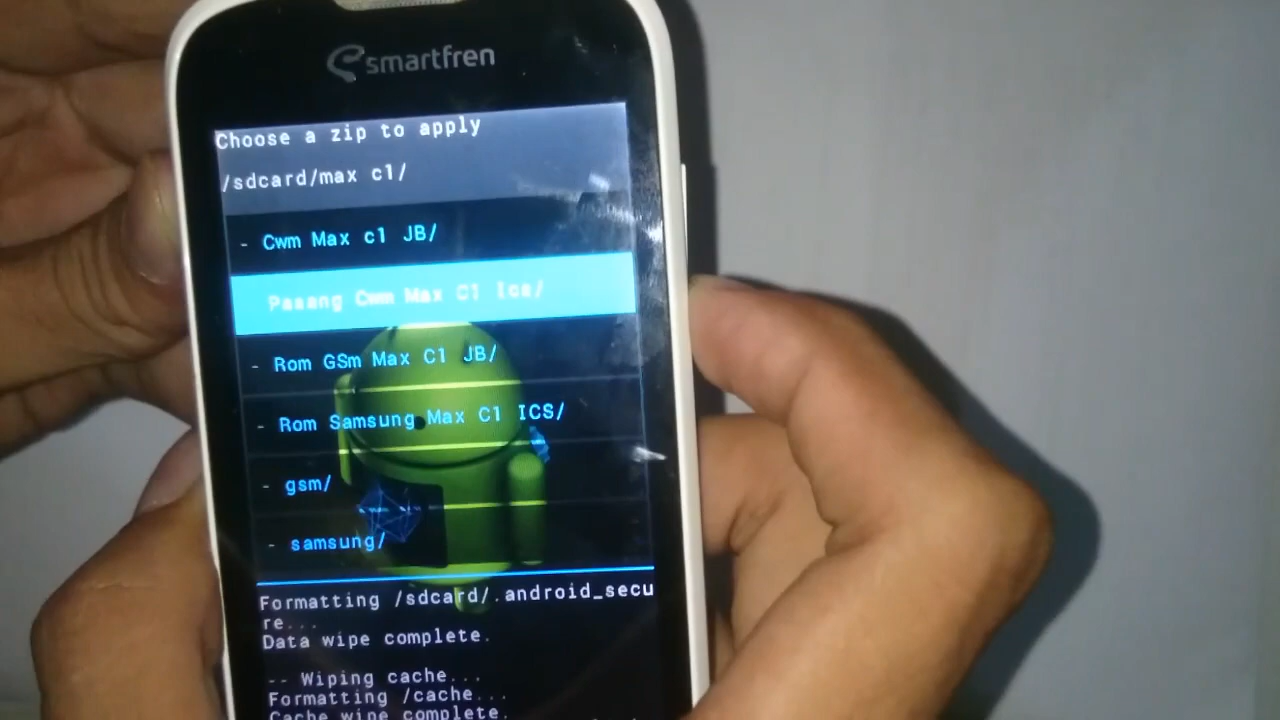 smartfren
Choose a zip to apply
/sdcard/max c1/
- Cwm Max c1 JB/
Pasang Cwm Max C1 Ics/
- Rom GSm Max C1 JB/
- Rom Samsung Max C1 ICS/
- gsm/
- samsung/
Formatting /sdcard/.android_secu
re...
Data wipe complete.
-- Wiping cache...
Formatting /cache...
Cache wipe complete.